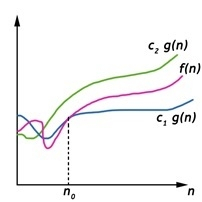 c₂ g(n)
f(n)
c₁ g(n)
n₀
n